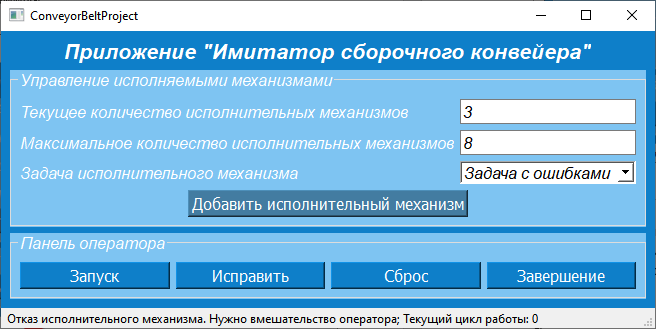 ConveyorBeltProject
Приложение "Имитатор сборочного конвейера"
Управление исполняемыми механизмами
Текущее количество исполнительных механизмов 3
Максимальное количество исполнительных механизмов 8
Задача исполнительного механизма Задача с ошибками
Добавить исполнительный механизм
Панель оператора
Запуск Исправить Сброс Завершение
Отказ исполнительного механизма. Нужно вмешательство оператора; Текущий цикл работы: 0